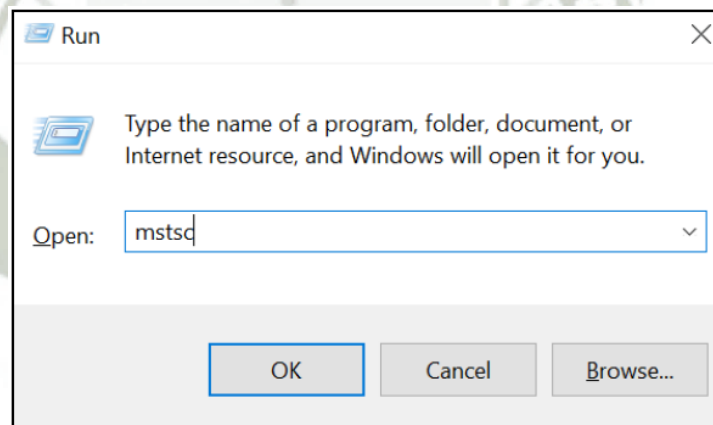 Run
Type the name of a program, folder, document, or
Internet resource, and Windows will open it for you.
Open:
mstsc
OK
Cancel
Browse...